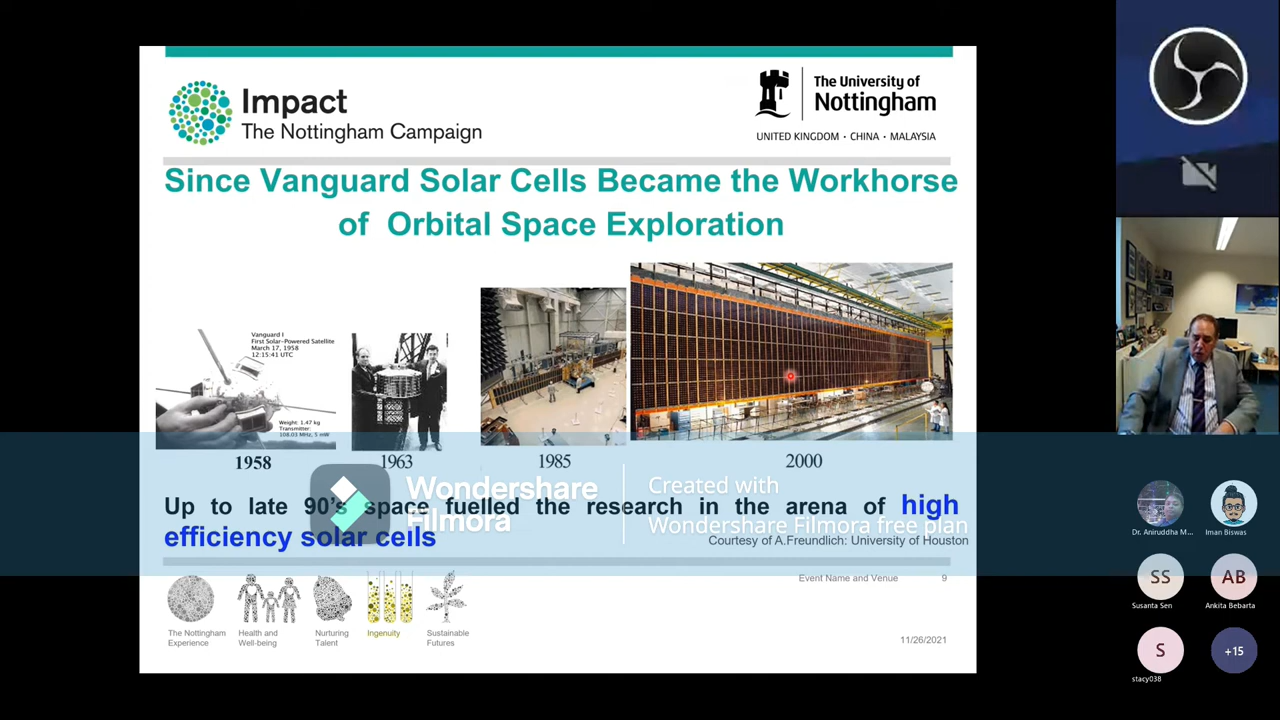 Impact
The Nottingham Campaign
The University of
Nottingham
UNITED KINGDOM · CHINA · MALAYSIA
Since Vanguard Solar Cells Became the Workhorse
of Orbital Space Exploration
Vanguard I
First Solar-Powered Satellite
March 17, 1958
12:15:41 UTC
Weight: 1.47 kg
Transmitter:
108.03 MHz, 5 mW
1958
1963
1985
2000
Up to late 90's space fuelled the research in the arena of high
efficiency solar cells
Courtesy of A.Freundlich: University of Houston
Wondershare
Filmora
Created with
Wondershare Filmora free plan
Event Name and Venue
9
The Nottingham
Experience
Health and
Well-being
Nurturing
Talent
Ingenuity
Sustainable
Futures
11/26/2021
Dr. Aniruddha M...
Iman Biswas
SS
Susanta Sen
AB
Ankita Bebarta
S
stacy038
+15